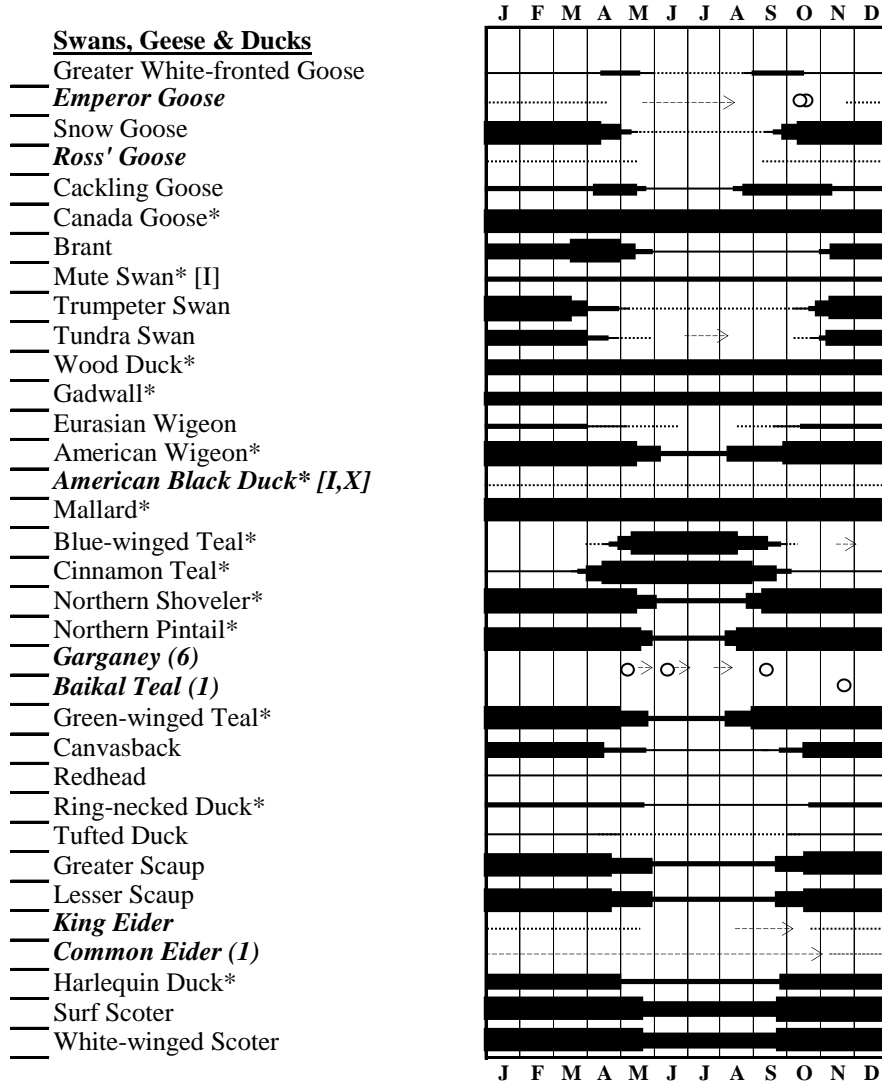 J F M A M J J A S O N D
Swans, Geese & Ducks
Greater White-fronted Goose
Emperor Goose
Snow Goose
Ross' Goose
Cackling Goose
Canada Goose*
Brant
Mute Swan* [I]
Trumpeter Swan
Tundra Swan
Wood Duck*
Gadwall*
Eurasian Wigeon
American Wigeon*
American Black Duck* [I,X]
Mallard*
Blue-winged Teal*
Cinnamon Teal*
Northern Shoveler*
Northern Pintail*
Garganey (6)
Baikal Teal (1)
Green-winged Teal*
Canvasback
Redhead
Ring-necked Duck*
Tufted Duck
Greater Scaup
Lesser Scaup
King Eider
Common Eider (1)
Harlequin Duck*
Surf Scoter
White-winged Scoter
J F M A M J J A S O N D